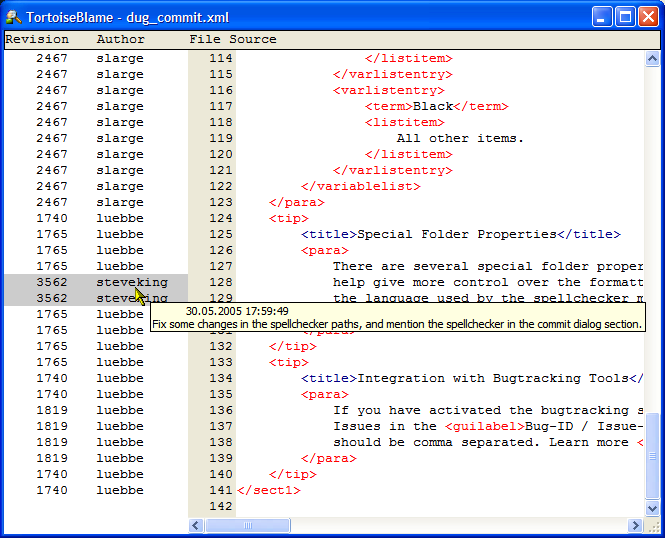 TortoiseBlame - dug_commit.xml
Revision Author File Source
2467 slarge 114 </listitem>
2467 slarge 115 </varlistentry>
2467 slarge 116 <varlistentry>
2467 slarge 117 <term>Black</term>
2467 slarge 118 <listitem>
2467 slarge 119 All other items.
2467 slarge 120 </listitem>
2467 slarge 121 </varlistentry>
2467 slarge 122 </variablelist>
2467 slarge 123 </para>
1740 luebbe 124 <tip>
1765 luebbe 125 <title>Special Folder Properties</title>
1765 luebbe 126 <para>
1765 luebbe 127 There are several special folder proper
3562 steveking 128 help give more control over the formatt
3562 steveking 129 the language used by the spellchecker m
1765 luebbe
30.05.2005 17:59:49
Fix some changes in the spellchecker paths, and mention the spellchecker in the commit dialog section.
1765 luebbe 131 </para>
1765 luebbe 132 </tip>
1765 luebbe 133 <tip>
1740 luebbe 134 <title>Integration with Bugtracking Tools</
1740 luebbe 135 <para>
1819 luebbe 136 If you have activated the bugtracking s
1819 luebbe 137 Issues in the <guilabel>Bug-ID / Issue-
1819 luebbe 138 should be comma separated. Learn more <
1819 luebbe 139 </para>
1740 luebbe 140 </tip>
1740 luebbe 141 </sect1>
142